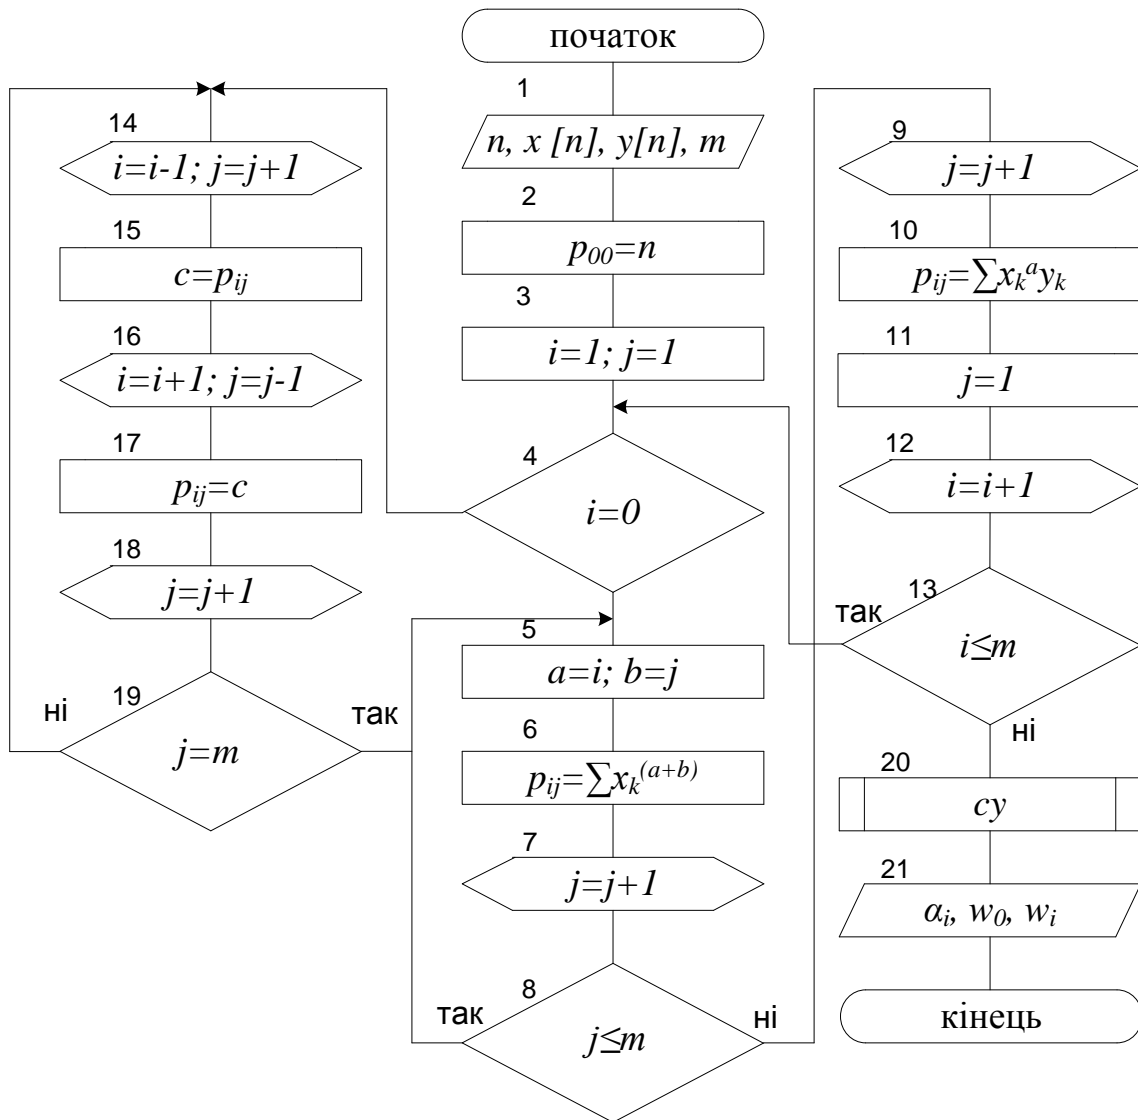 початок
1
n, x [n], y[n], m
2
p₀₀=n
3
i=1; j=1
4
i=0
5
a=i; b=j
6
pᵢⱼ=∑xₖ⁽ᵃ⁺ᵇ⁾
7
j=j+1
8
так
ні
j≤m
9
j=j+1
10
pᵢⱼ=∑xₖᵃyₖ
11
j=1
12
i=i+1
13
так
i≤m
ні
14
i=i-1; j=j+1
15
c=pᵢⱼ
16
i=i+1; j=j-1
17
pᵢⱼ=c
18
j=j+1
19
ні
так
j=m
20
cy
21
αᵢ, w₀, wᵢ
кінець